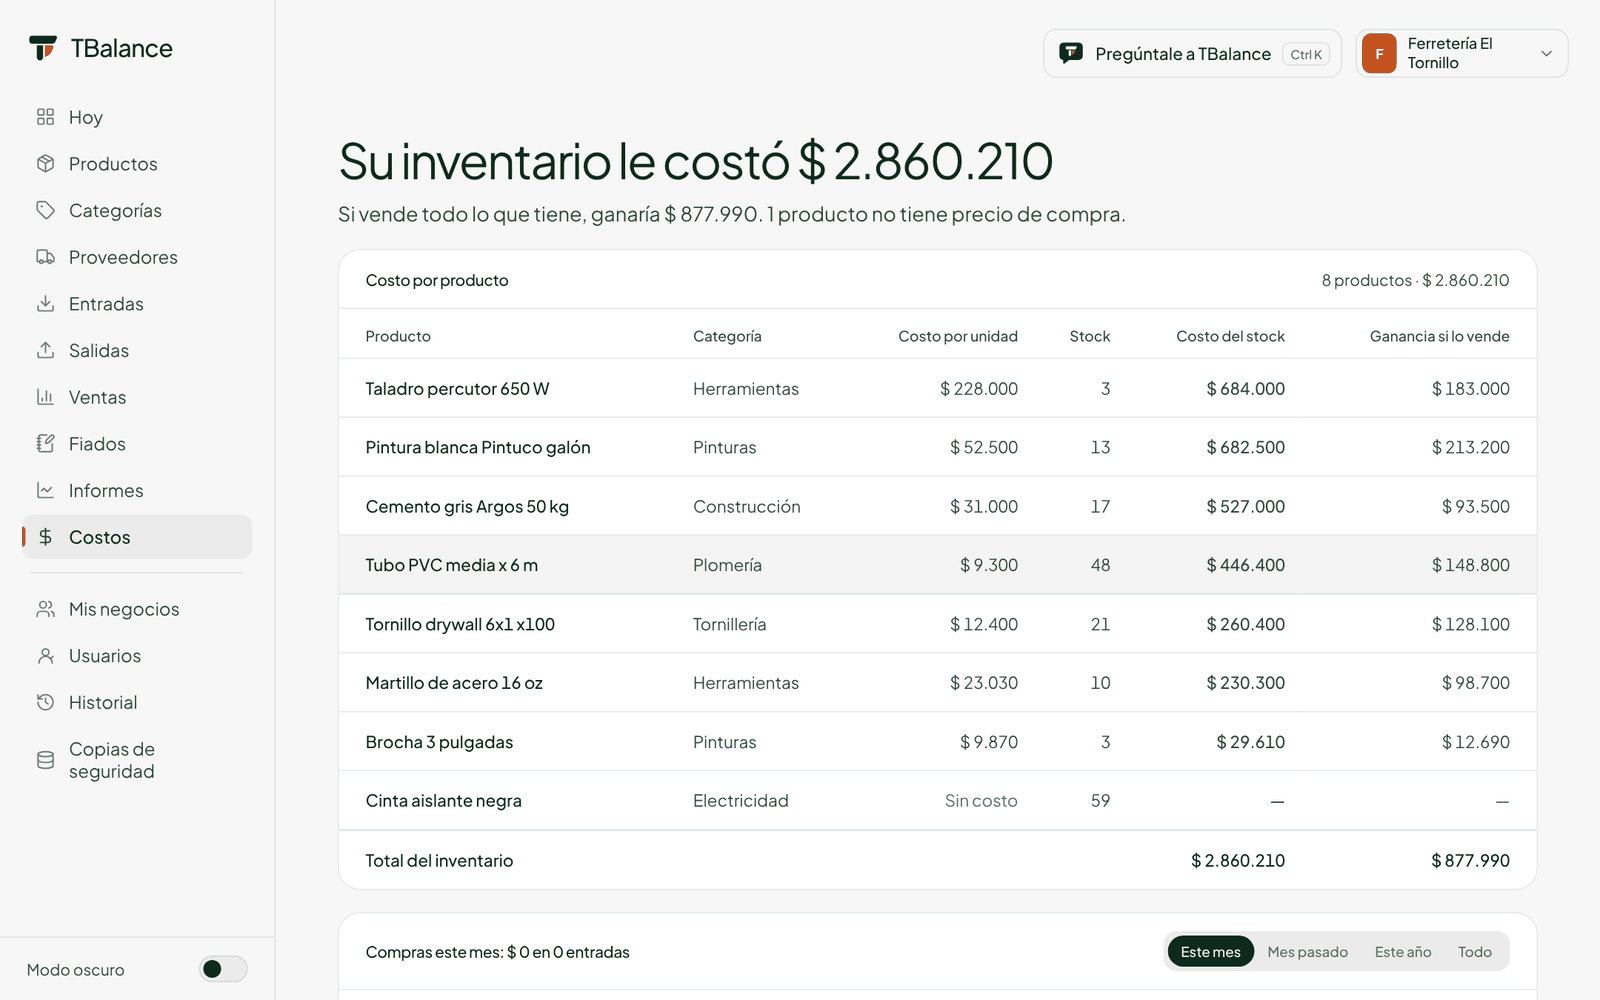 TBalance
Pregúntale a TBalance Ctrl K
F
Ferretería El
Tornillo
Hoy
Productos
Categorías
Proveedores
Entradas
Salidas
Ventas
Fiados
Informes
Costos
Mis negocios
Usuarios
Historial
Copias de
seguridad
Modo oscuro
Su inventario le costó $ 2.860.210
Si vende todo lo que tiene, ganaría $ 877.990. 1 producto no tiene precio de compra.
Costo por producto 8 productos · $ 2.860.210
Producto Categoría Costo por unidad Stock Costo del stock Ganancia si lo vende
Taladro percutor 650 W Herramientas $ 228.000 3 $ 684.000 $ 183.000
Pintura blanca Pintuco galón Pinturas $ 52.500 13 $ 682.500 $ 213.200
Cemento gris Argos 50 kg Construcción $ 31.000 17 $ 527.000 $ 93.500
Tubo PVC media x 6 m Plomería $ 9.300 48 $ 446.400 $ 148.800
Tornillo drywall 6x1 x100 Tornillería $ 12.400 21 $ 260.400 $ 128.100
Martillo de acero 16 oz Herramientas $ 23.030 10 $ 230.300 $ 98.700
Brocha 3 pulgadas Pinturas $ 9.870 3 $ 29.610 $ 12.690
Cinta aislante negra Electricidad Sin costo 59 — —
Total del inventario $ 2.860.210 $ 877.990
Compras este mes: $ 0 en 0 entradas Este mes Mes pasado Este año Todo